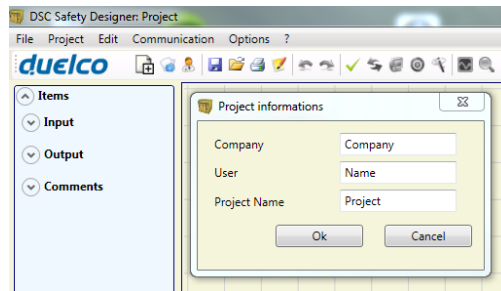 DSC Safety Designer: Project
File Project Edit Communication Options ?
duelco
Items
Input
Output
Comments
Project informations
Company Company
User Name
Project Name Project
Ok Cancel